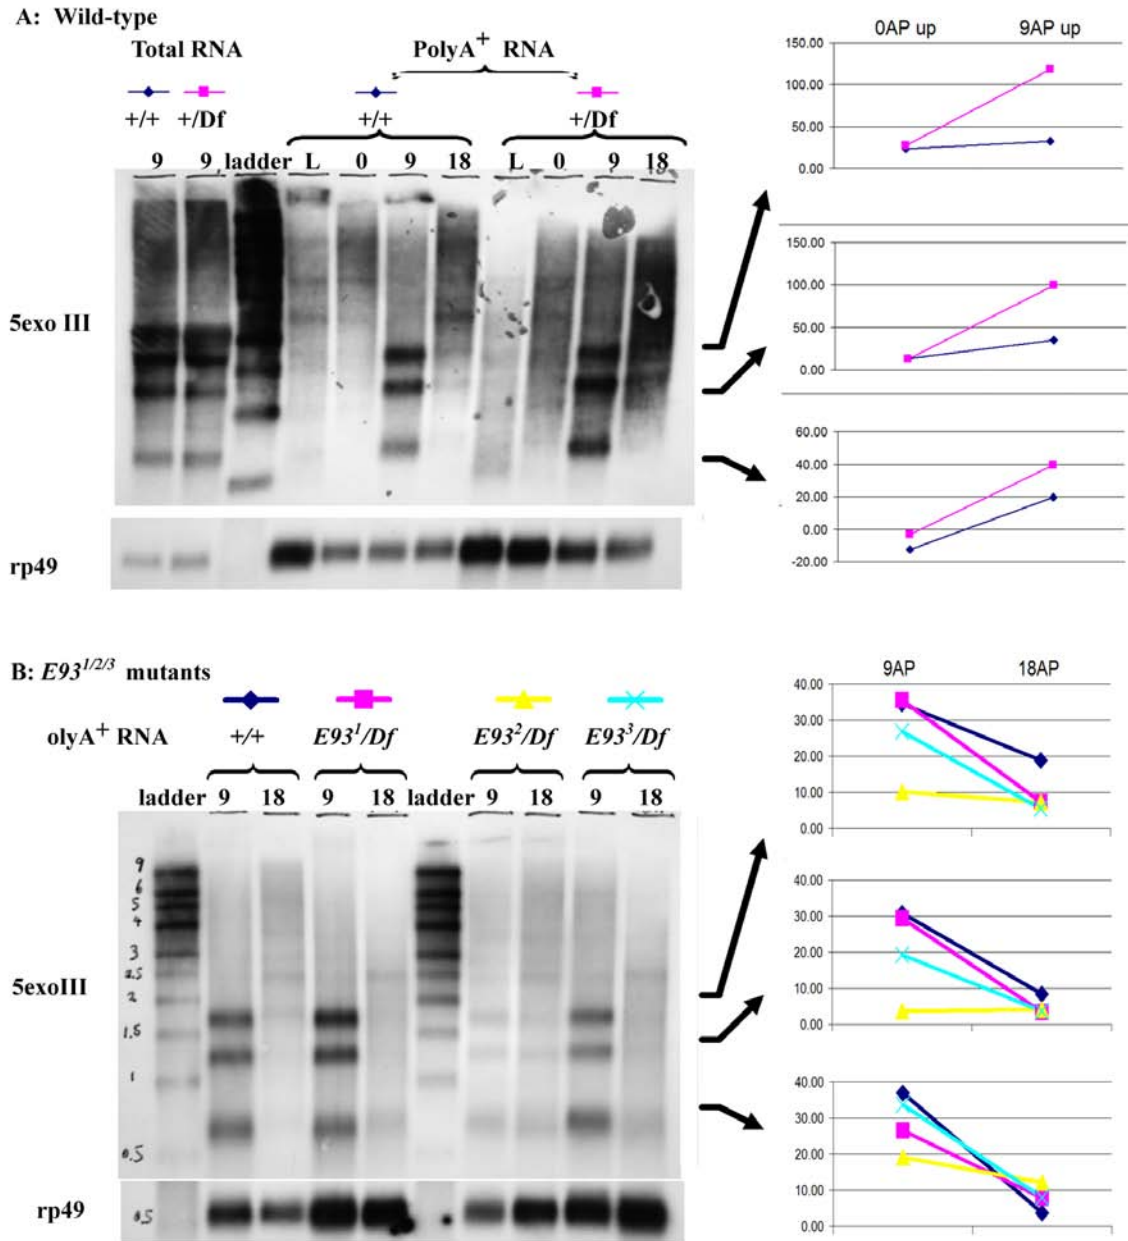 A: Wild-type
Total RNA
PolyA+ RNA
+/+ +/Df +/+ +/Df
9 9 ladder L 0 9 18 L 0 9 18
5exo III
rp49
0AP up 9AP up
150.00
100.00
50.00
0.00
150.00
100.00
50.00
0.00
60.00
40.00
20.00
0.00
-20.00
B: E93^1/2/3 mutants
olyA+ RNA
+/+ E93^1/Df E93^2/Df E93^3/Df
ladder 9 18 9 18 ladder 9 18 9 18
9
6
5
4
3
2.5
2
1.5
1
0.5
5exoIII
rp49
0.5
9AP 18AP
40.00
30.00
20.00
10.00
0.00
40.00
30.00
20.00
10.00
0.00
40.00
30.00
20.00
10.00
0.00